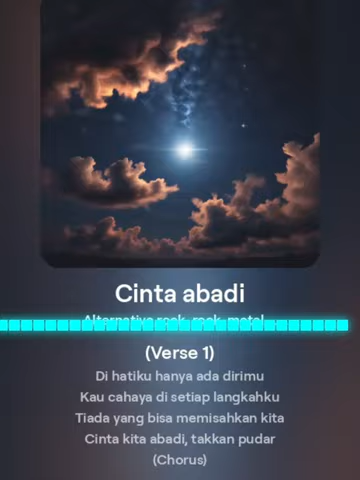 Cinta abadi
Alternative rock, rock, metal
(Verse 1)
Di hatiku hanya ada dirimu
Kau cahaya di setiap langkahku
Tiada yang bisa memisahkan kita
Cinta kita abadi, takkan pudar
(Chorus)